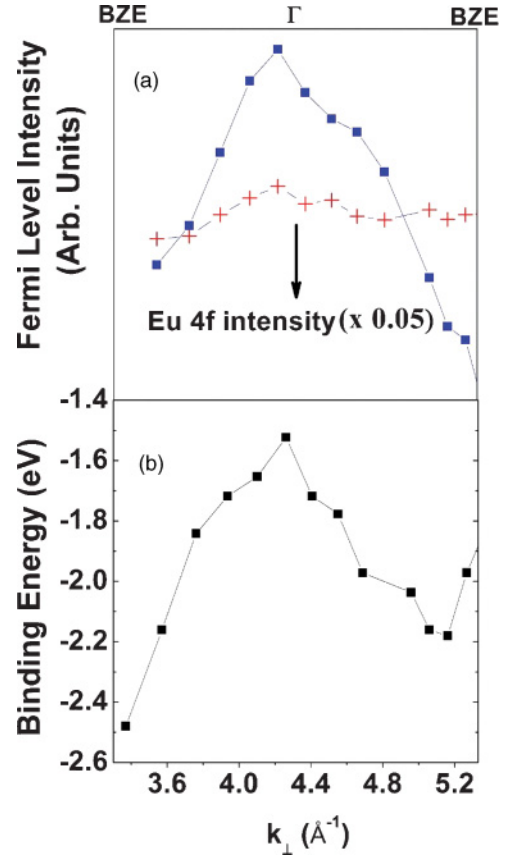 BZE Γ BZE
(a)
Fermi Level Intensity
(Arb. Units)
Eu 4f intensity (x 0.05)
-1.4
(b)
-1.6
-1.8
-2.0
-2.2
-2.4
-2.6
Binding Energy (eV)
3.6 4.0 4.4 4.8 5.2
k⊥ (Å⁻¹)